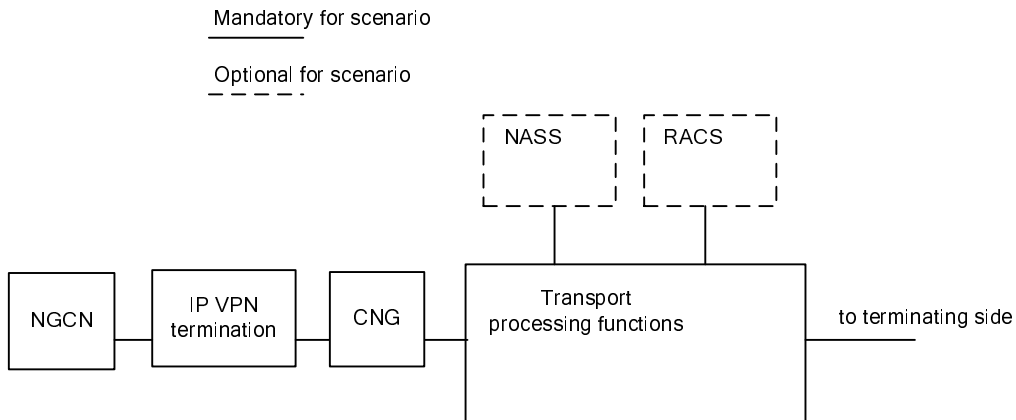 Mandatory for scenario
Optional for scenario
NASS
RACS
NGCN
IP VPN
termination
CNG
Transport
processing functions
to terminating side